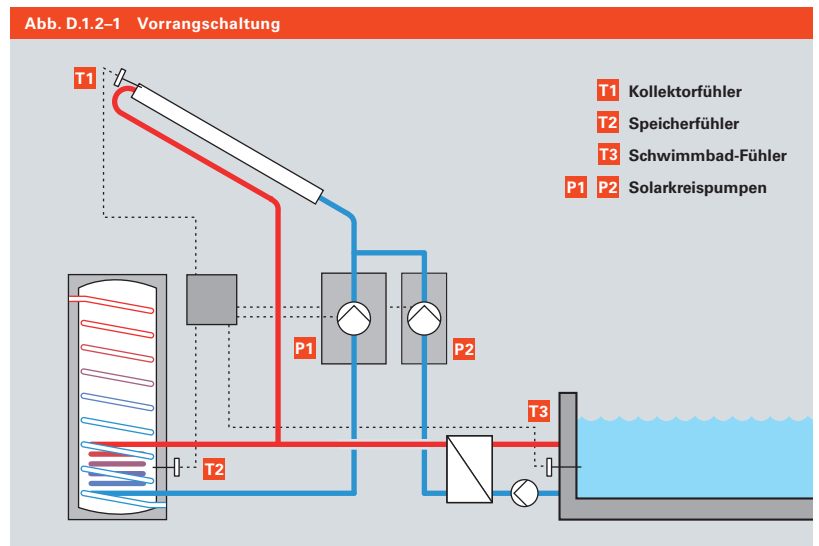 Abb. D.1.2–1 Vorrangschaltung
T1
T1 Kollektorfühler
T2 Speicherfühler
T3 Schwimmbad-Fühler
P1 P2 Solarkreispumpen
P1
P2
T3
T2